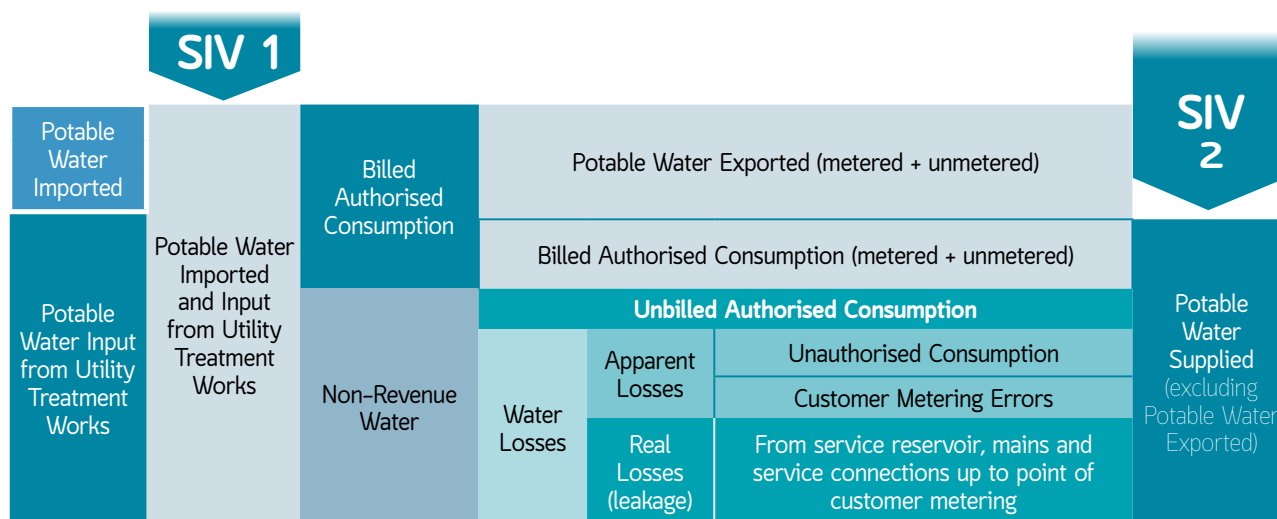 SIV 1
SIV
2
Potable
Water
Imported
Potable
Water Input
from Utility
Treatment
Works
Potable Water
Imported
and Input
from Utility
Treatment
Works
Billed
Authorised
Consumption
Non-Revenue
Water
Potable Water Exported (metered + unmetered)
Billed Authorised Consumption (metered + unmetered)
Unbilled Authorised Consumption
Water
Losses
Apparent
Losses
Unauthorised Consumption
Customer Metering Errors
Real
Losses
(leakage)
From service reservoir, mains and
service connections up to point of
customer metering
Potable
Water
Supplied
(excluding
Potable Water
Exported)